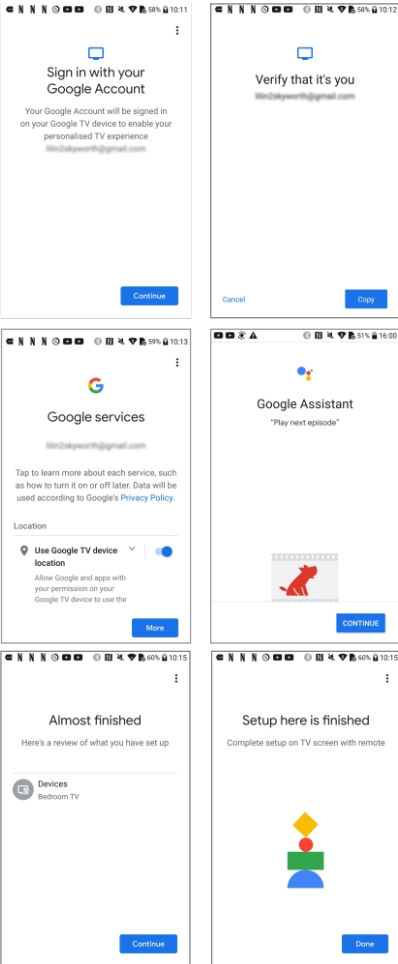 58% 10:11
Sign in with your
Google Account
Your Google Account will be signed in
on your Google TV device to enable your
personalised TV experience
Continue
58% 10:12
Verify that it's you
Cancel
Copy
59% 10:13
Google services
Tap to learn more about each service, such
as how to turn it on or off later. Data will be
used according to Google's Privacy Policy.
Location
Use Google TV device
location
Allow Google and apps with
your permission on your
Google TV device to use the
More
51% 16:00
Google Assistant
"Play next episode"
CONTINUE
60% 10:15
Almost finished
Here's a review of what you have set up
Devices
Bedroom TV
Continue
60% 10:15
Setup here is finished
Complete setup on TV screen with remote
Done